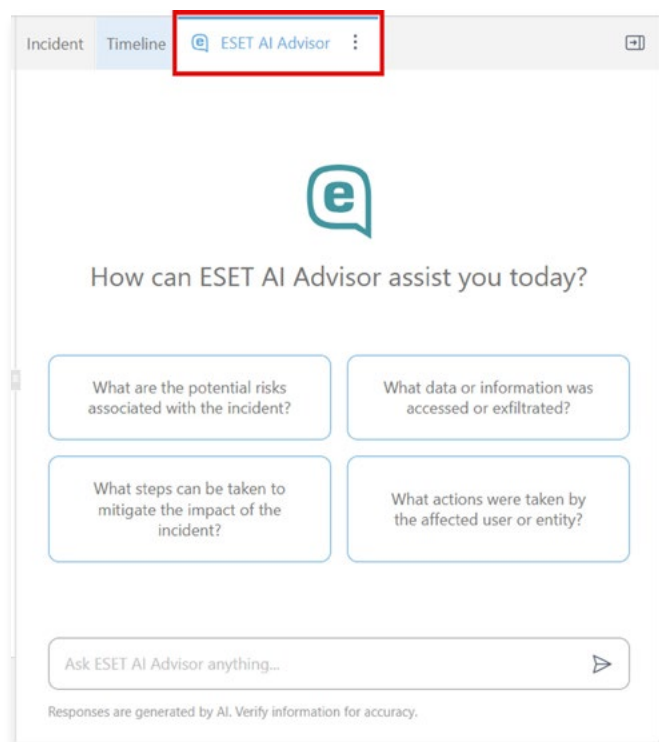 Incident Timeline ESET AI Advisor
e
How can ESET AI Advisor assist you today?
What are the potential risks
associated with the incident?
What data or information was
accessed or exfiltrated?
What steps can be taken to
mitigate the impact of the
incident?
What actions were taken by
the affected user or entity?
Ask ESET AI Advisor anything...
Responses are generated by AI. Verify information for accuracy.